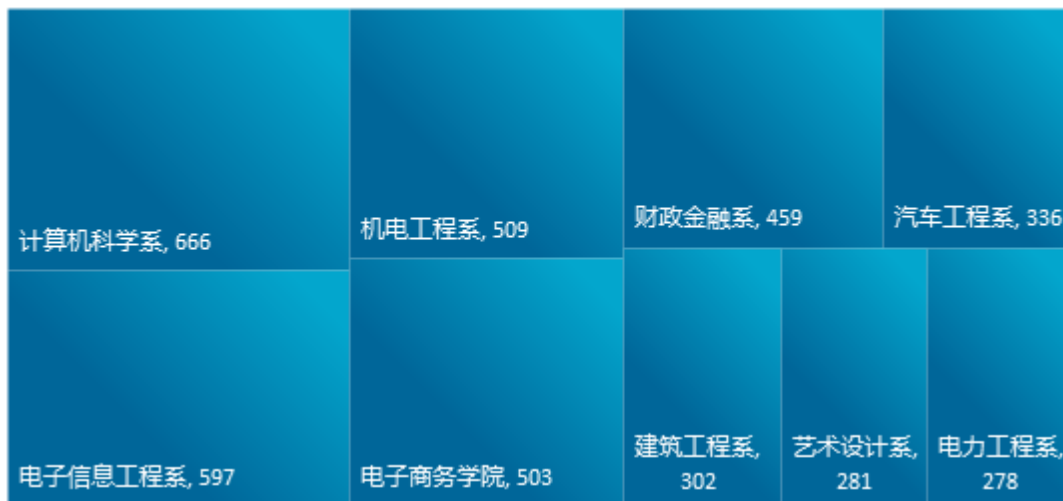 计算机科学系, 666
机电工程系, 509
财政金融系, 459
汽车工程系, 336
电子信息工程系, 597
电子商务学院, 503
建筑工程系,
302
艺术设计系,
281
电力工程系,
278